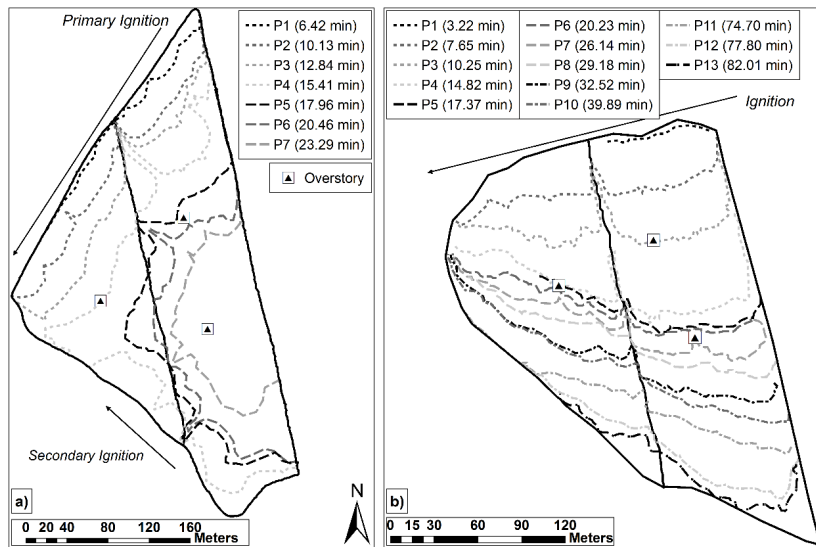 Primary Ignition
P1 (6.42 min)
P2 (10.13 min)
P3 (12.84 min)
P4 (15.41 min)
P5 (17.96 min)
P6 (20.46 min)
P7 (23.29 min)
Overstory
Secondary Ignition
a)
0 20 40 80 120 160
Meters
N
P1 (3.22 min)
P2 (7.65 min)
P3 (10.25 min)
P4 (14.82 min)
P5 (17.37 min)
P6 (20.23 min)
P7 (26.14 min)
P8 (29.18 min)
P9 (32.52 min)
P10 (39.89 min)
P11 (74.70 min)
P12 (77.80 min)
P13 (82.01 min)
Ignition
b)
0 15 30 60 90 120
Meters